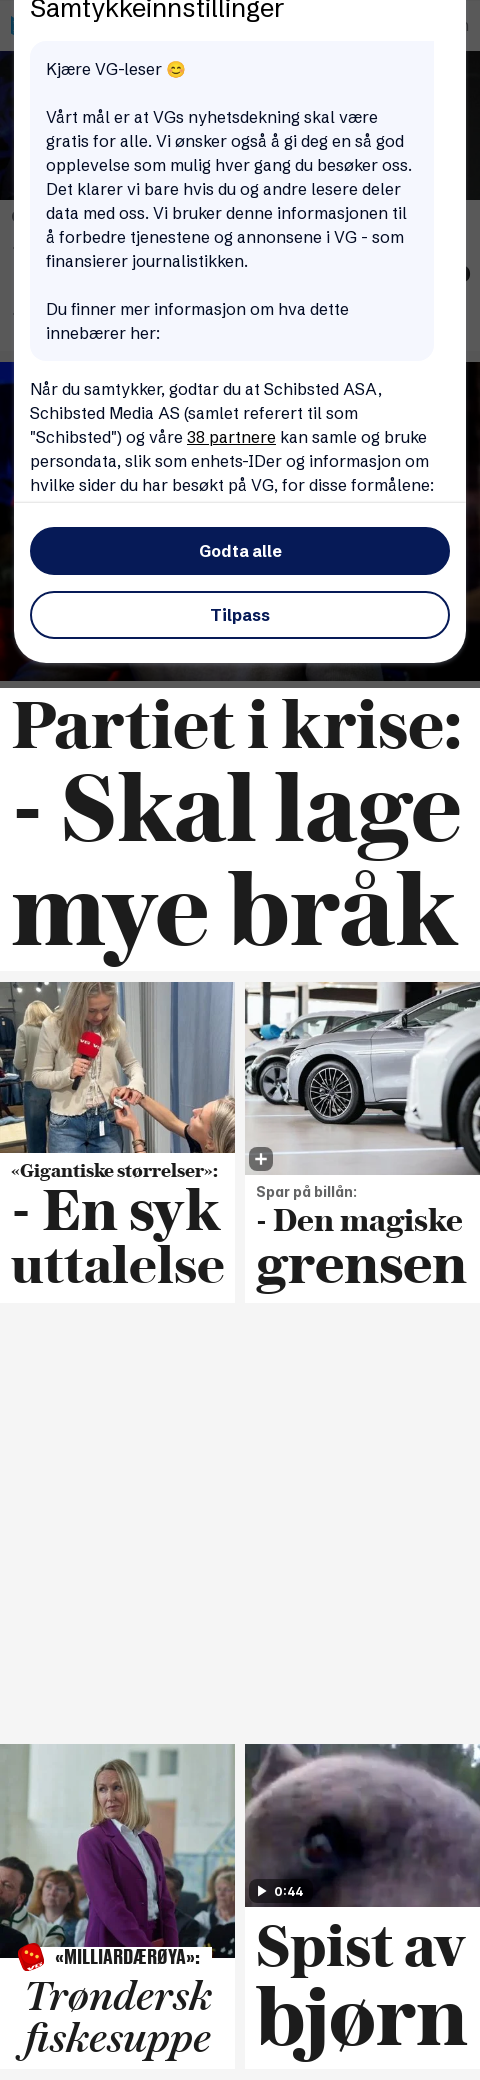 Samtykkeinnstillinger
Kjære VG-leser 😊
Vårt mål er at VGs nyhetsdekning skal være
gratis for alle. Vi ønsker også å gi deg en så god
opplevelse som mulig hver gang du besøker oss.
Det klarer vi bare hvis du og andre lesere deler
data med oss. Vi bruker denne informasjonen til
å forbedre tjenestene og annonsene i VG - som
finansierer journalistikken.
Du finner mer informasjon om hva dette
innebærer her:
Når du samtykker, godtar du at Schibsted ASA,
Schibsted Media AS (samlet referert til som
"Schibsted") og våre 38 partnere kan samle og bruke
persondata, slik som enhets-IDer og informasjon om
hvilke sider du har besøkt på VG, for disse formålene:
Godta alle
Tilpass
Partiet i krise:
- Skal lage
mye bråk
«Gigantiske størrelser»:
- En syk
uttalelse
Spar på billån:
- Den magiske
grensen
0:44
«MILLIARDÆRØYA»:
Trøndersk
fiskesuppe
Spist av
bjørn